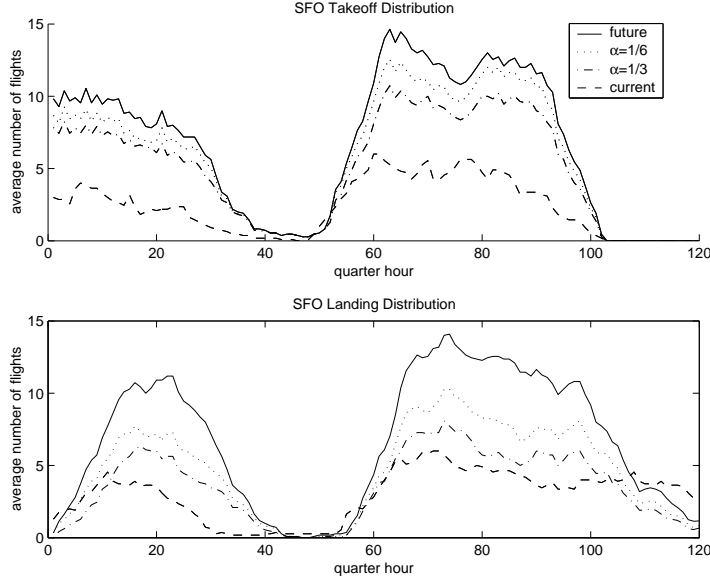 SFO Takeoff Distribution
15
10
5
0
average number of flights
future
α=1/6
α=1/3
current
0 20 40 60 80 100 120
quarter hour
SFO Landing Distribution
15
10
5
0
average number of flights
0 20 40 60 80 100 120
quarter hour